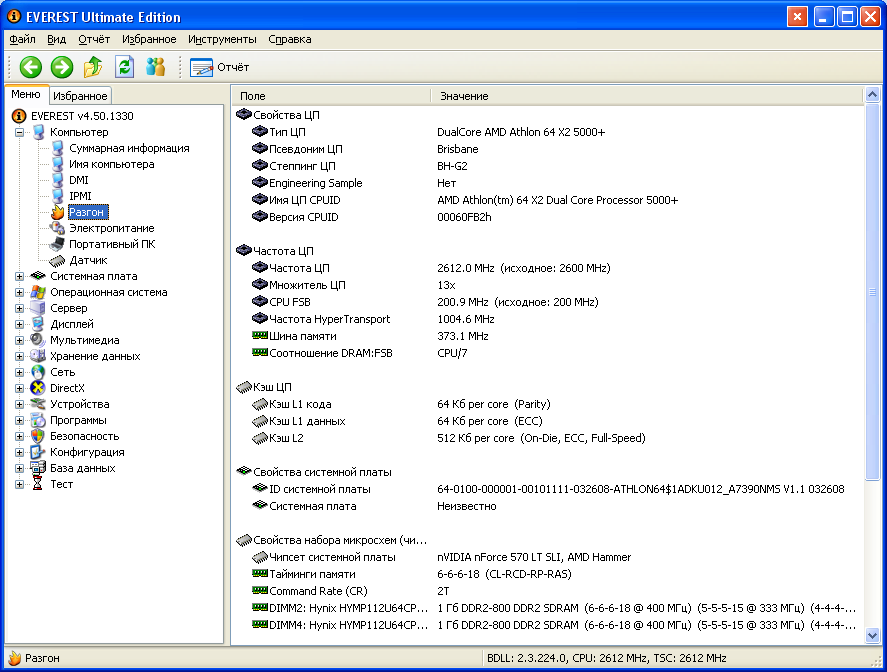 EVEREST Ultimate Edition
Файл Вид Отчёт Избранное Инструменты Справка
Отчёт
Меню Избранное
EVEREST v4.50.1330
Компьютер
Суммарная информация
Имя компьютера
DMI
IPMI
Разгон
Электропитание
Портативный ПК
Датчик
Системная плата
Операционная система
Сервер
Дисплей
Мультимедиа
Хранение данных
Сеть
DirectX
Устройства
Программы
Безопасность
Конфигурация
База данных
Тест
Поле Значение
Свойства ЦП
Тип ЦП DualCore AMD Athlon 64 X2 5000+
Псевдоним ЦП Brisbane
Степпинг ЦП BH-G2
Engineering Sample Нет
Имя ЦП CPUID AMD Athlon(tm) 64 X2 Dual Core Processor 5000+
Версия CPUID 00060FB2h
Частота ЦП
Частота ЦП 2612.0 MHz (исходное: 2600 MHz)
Множитель ЦП 13x
CPU FSB 200.9 MHz (исходное: 200 MHz)
Частота HyperTransport 1004.6 MHz
Шина памяти 373.1 MHz
Соотношение DRAM:FSB CPU/7
Кэш ЦП
Кэш L1 кода 64 Кб per core (Parity)
Кэш L1 данных 64 Кб per core (ECC)
Кэш L2 512 Кб per core (On-Die, ECC, Full-Speed)
Свойства системной платы
ID системной платы 64-0100-000001-00101111-032608-ATHLON64$1ADKU012_A7390NMS V1.1 032608
Системная плата Неизвестно
Свойства набора микросхем (чи...
Чипсет системной платы nVIDIA nForce 570 LT SLI, AMD Hammer
Тайминги памяти 6-6-6-18 (CL-RCD-RP-RAS)
Command Rate (CR) 2T
DIMM2: Hynix HYMP112U64CP... 1 Гб DDR2-800 DDR2 SDRAM (6-6-6-18 @ 400 МГц) (5-5-5-15 @ 333 МГц) (4-4-4-...
DIMM4: Hynix HYMP112U64CP... 1 Гб DDR2-800 DDR2 SDRAM (6-6-6-18 @ 400 МГц) (5-5-5-15 @ 333 МГц) (4-4-4-...
Разгон BDLL: 2.3.224.0, CPU: 2612 MHz, TSC: 2612 MHz